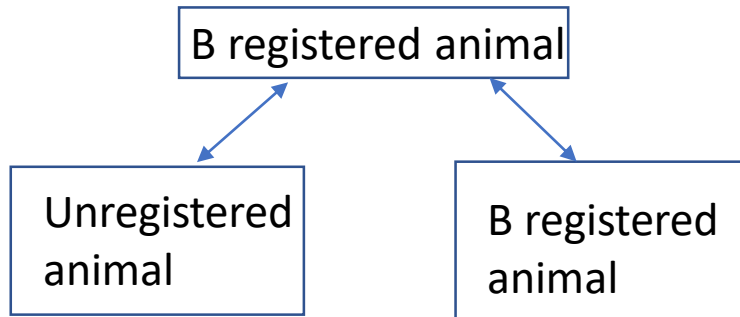 B registered animal
Unregistered
animal
B registered
animal